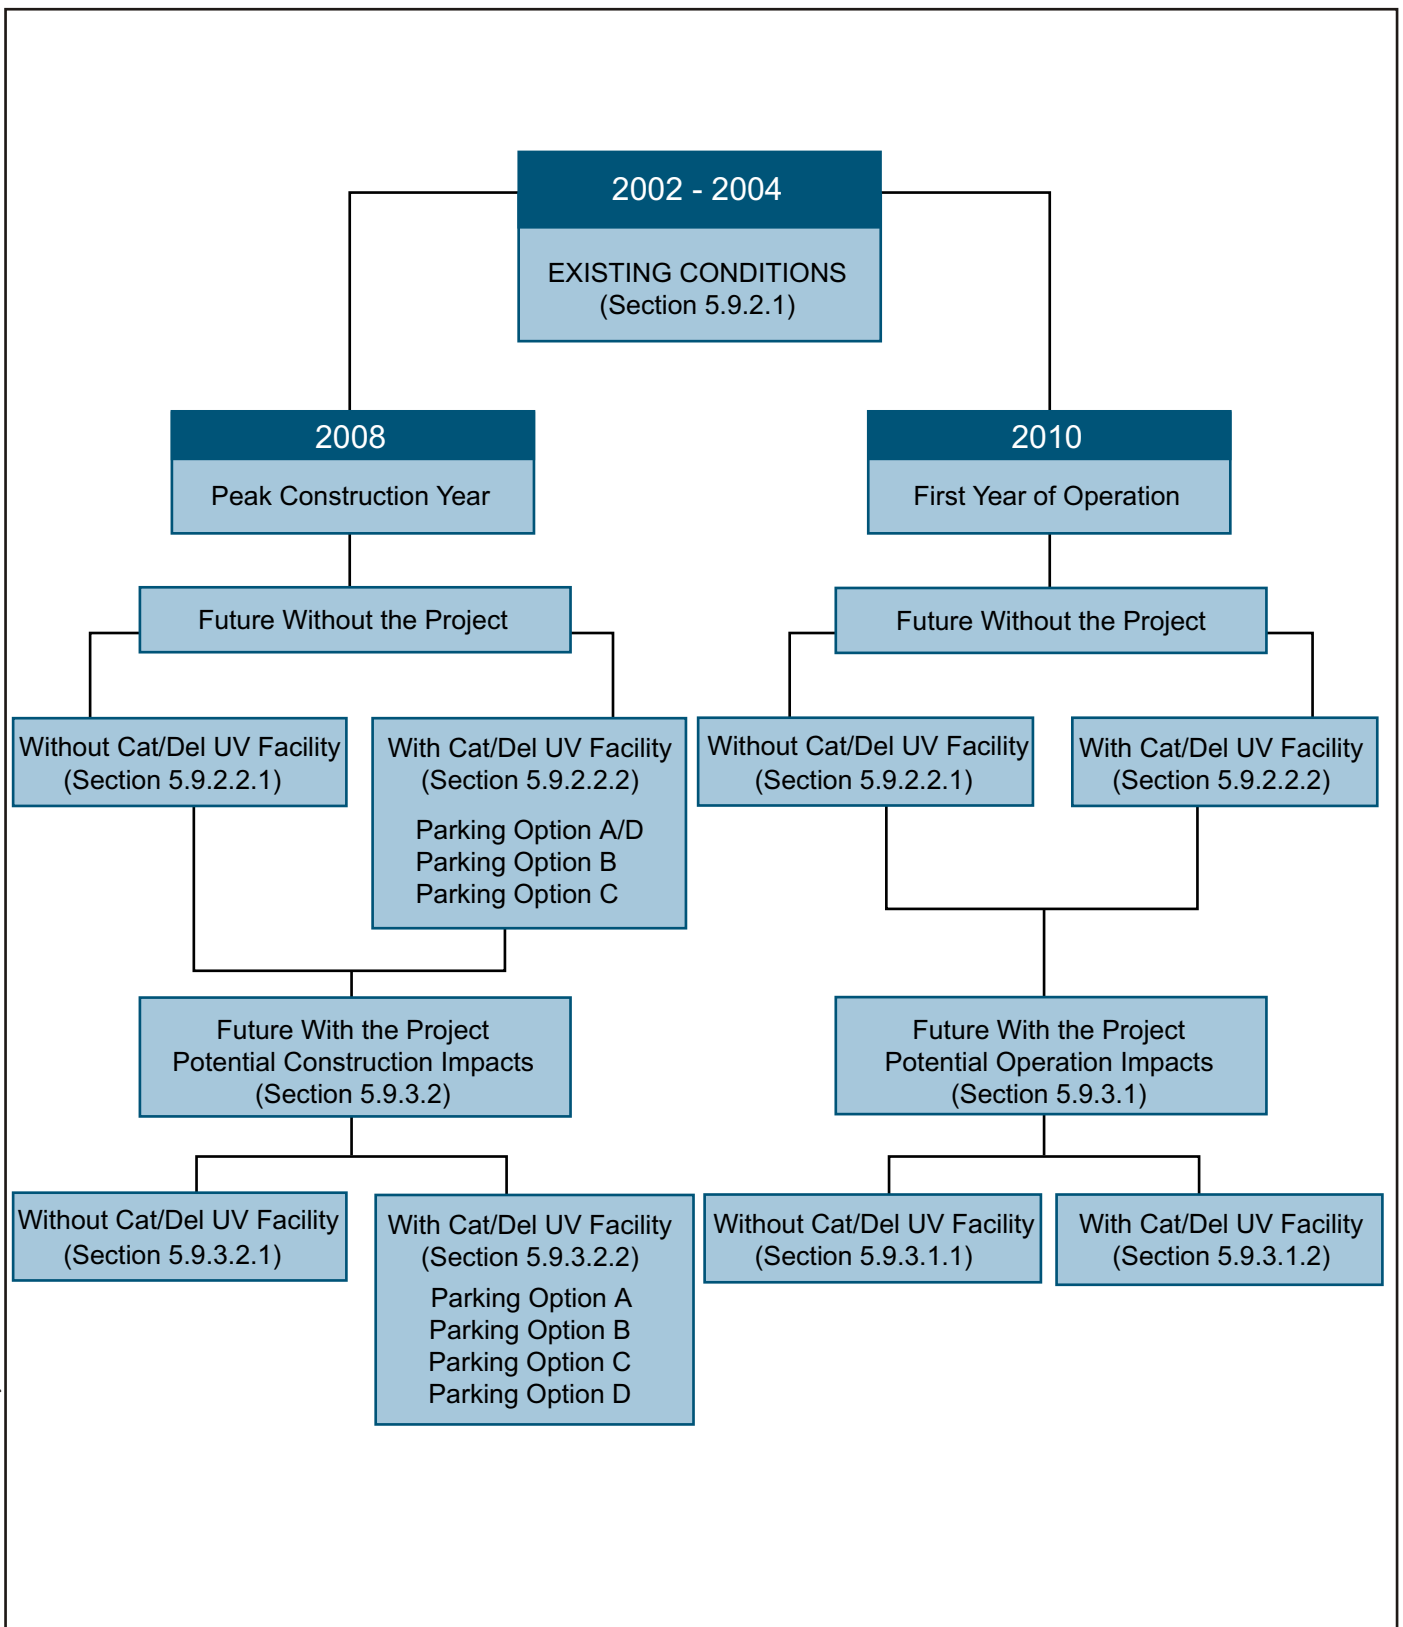 2002 - 2004
EXISTING CONDITIONS
(Section 5.9.2.1)
2008
Peak Construction Year
2010
First Year of Operation
Future Without the Project
Future Without the Project
Without Cat/Del UV Facility
(Section 5.9.2.2.1)
With Cat/Del UV Facility
(Section 5.9.2.2.2)
Parking Option A/D
Parking Option B
Parking Option C
Without Cat/Del UV Facility
(Section 5.9.2.2.1)
With Cat/Del UV Facility
(Section 5.9.2.2.2)
Future With the Project
Potential Construction Impacts
(Section 5.9.3.2)
Future With the Project
Potential Operation Impacts
(Section 5.9.3.1)
Without Cat/Del UV Facility
(Section 5.9.3.2.1)
With Cat/Del UV Facility
(Section 5.9.3.2.2)
Parking Option A
Parking Option B
Parking Option C
Parking Option D
Without Cat/Del UV Facility
(Section 5.9.3.1.1)
With Cat/Del UV Facility
(Section 5.9.3.1.2)